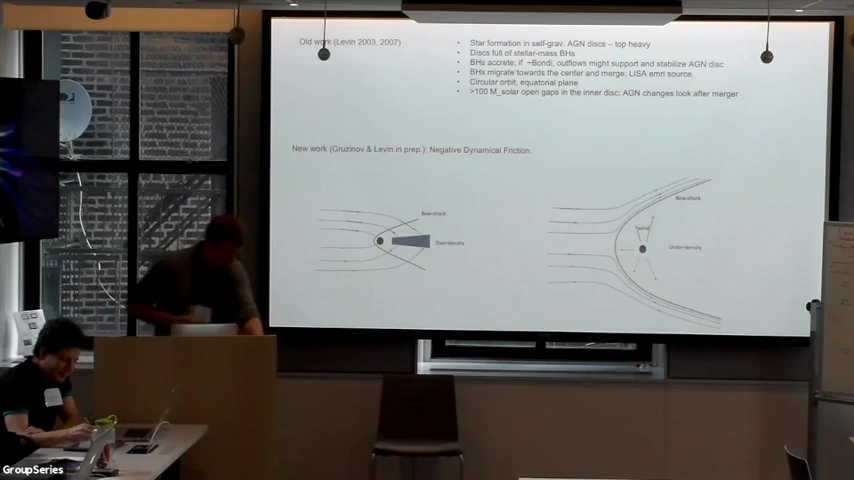 Old work (Levin 2003, 2007)
• Star formation in self-grav. AGN discs – top heavy
• Discs full of stellar-mass BHs
• BHs accrete; if ~Bondi, outflows might support and stabilize AGN disc
• BHs migrate towards the center and merge; LISA emri source.
• Circular orbit, equatorial plane
• >100 M_solar open gaps in the inner disc; AGN changes look after merger
New work (Gruzinov & Levin in prep.): Negative Dynamical Friction.
Bow-shock
Over-density
Bow-shock
Wind
Under-density
GroupSeries